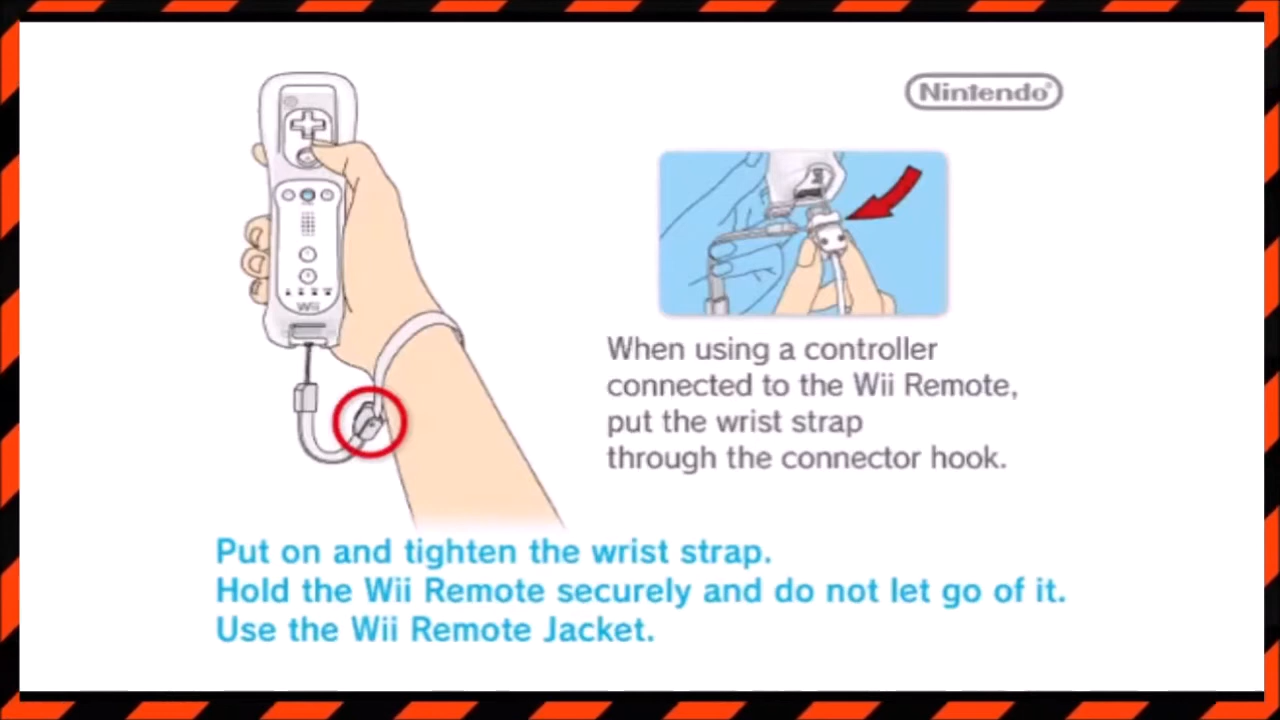 Nintendo®
Wii
When using a controller
connected to the Wii Remote,
put the wrist strap
through the connector hook.
Put on and tighten the wrist strap.
Hold the Wii Remote securely and do not let go of it.
Use the Wii Remote Jacket.